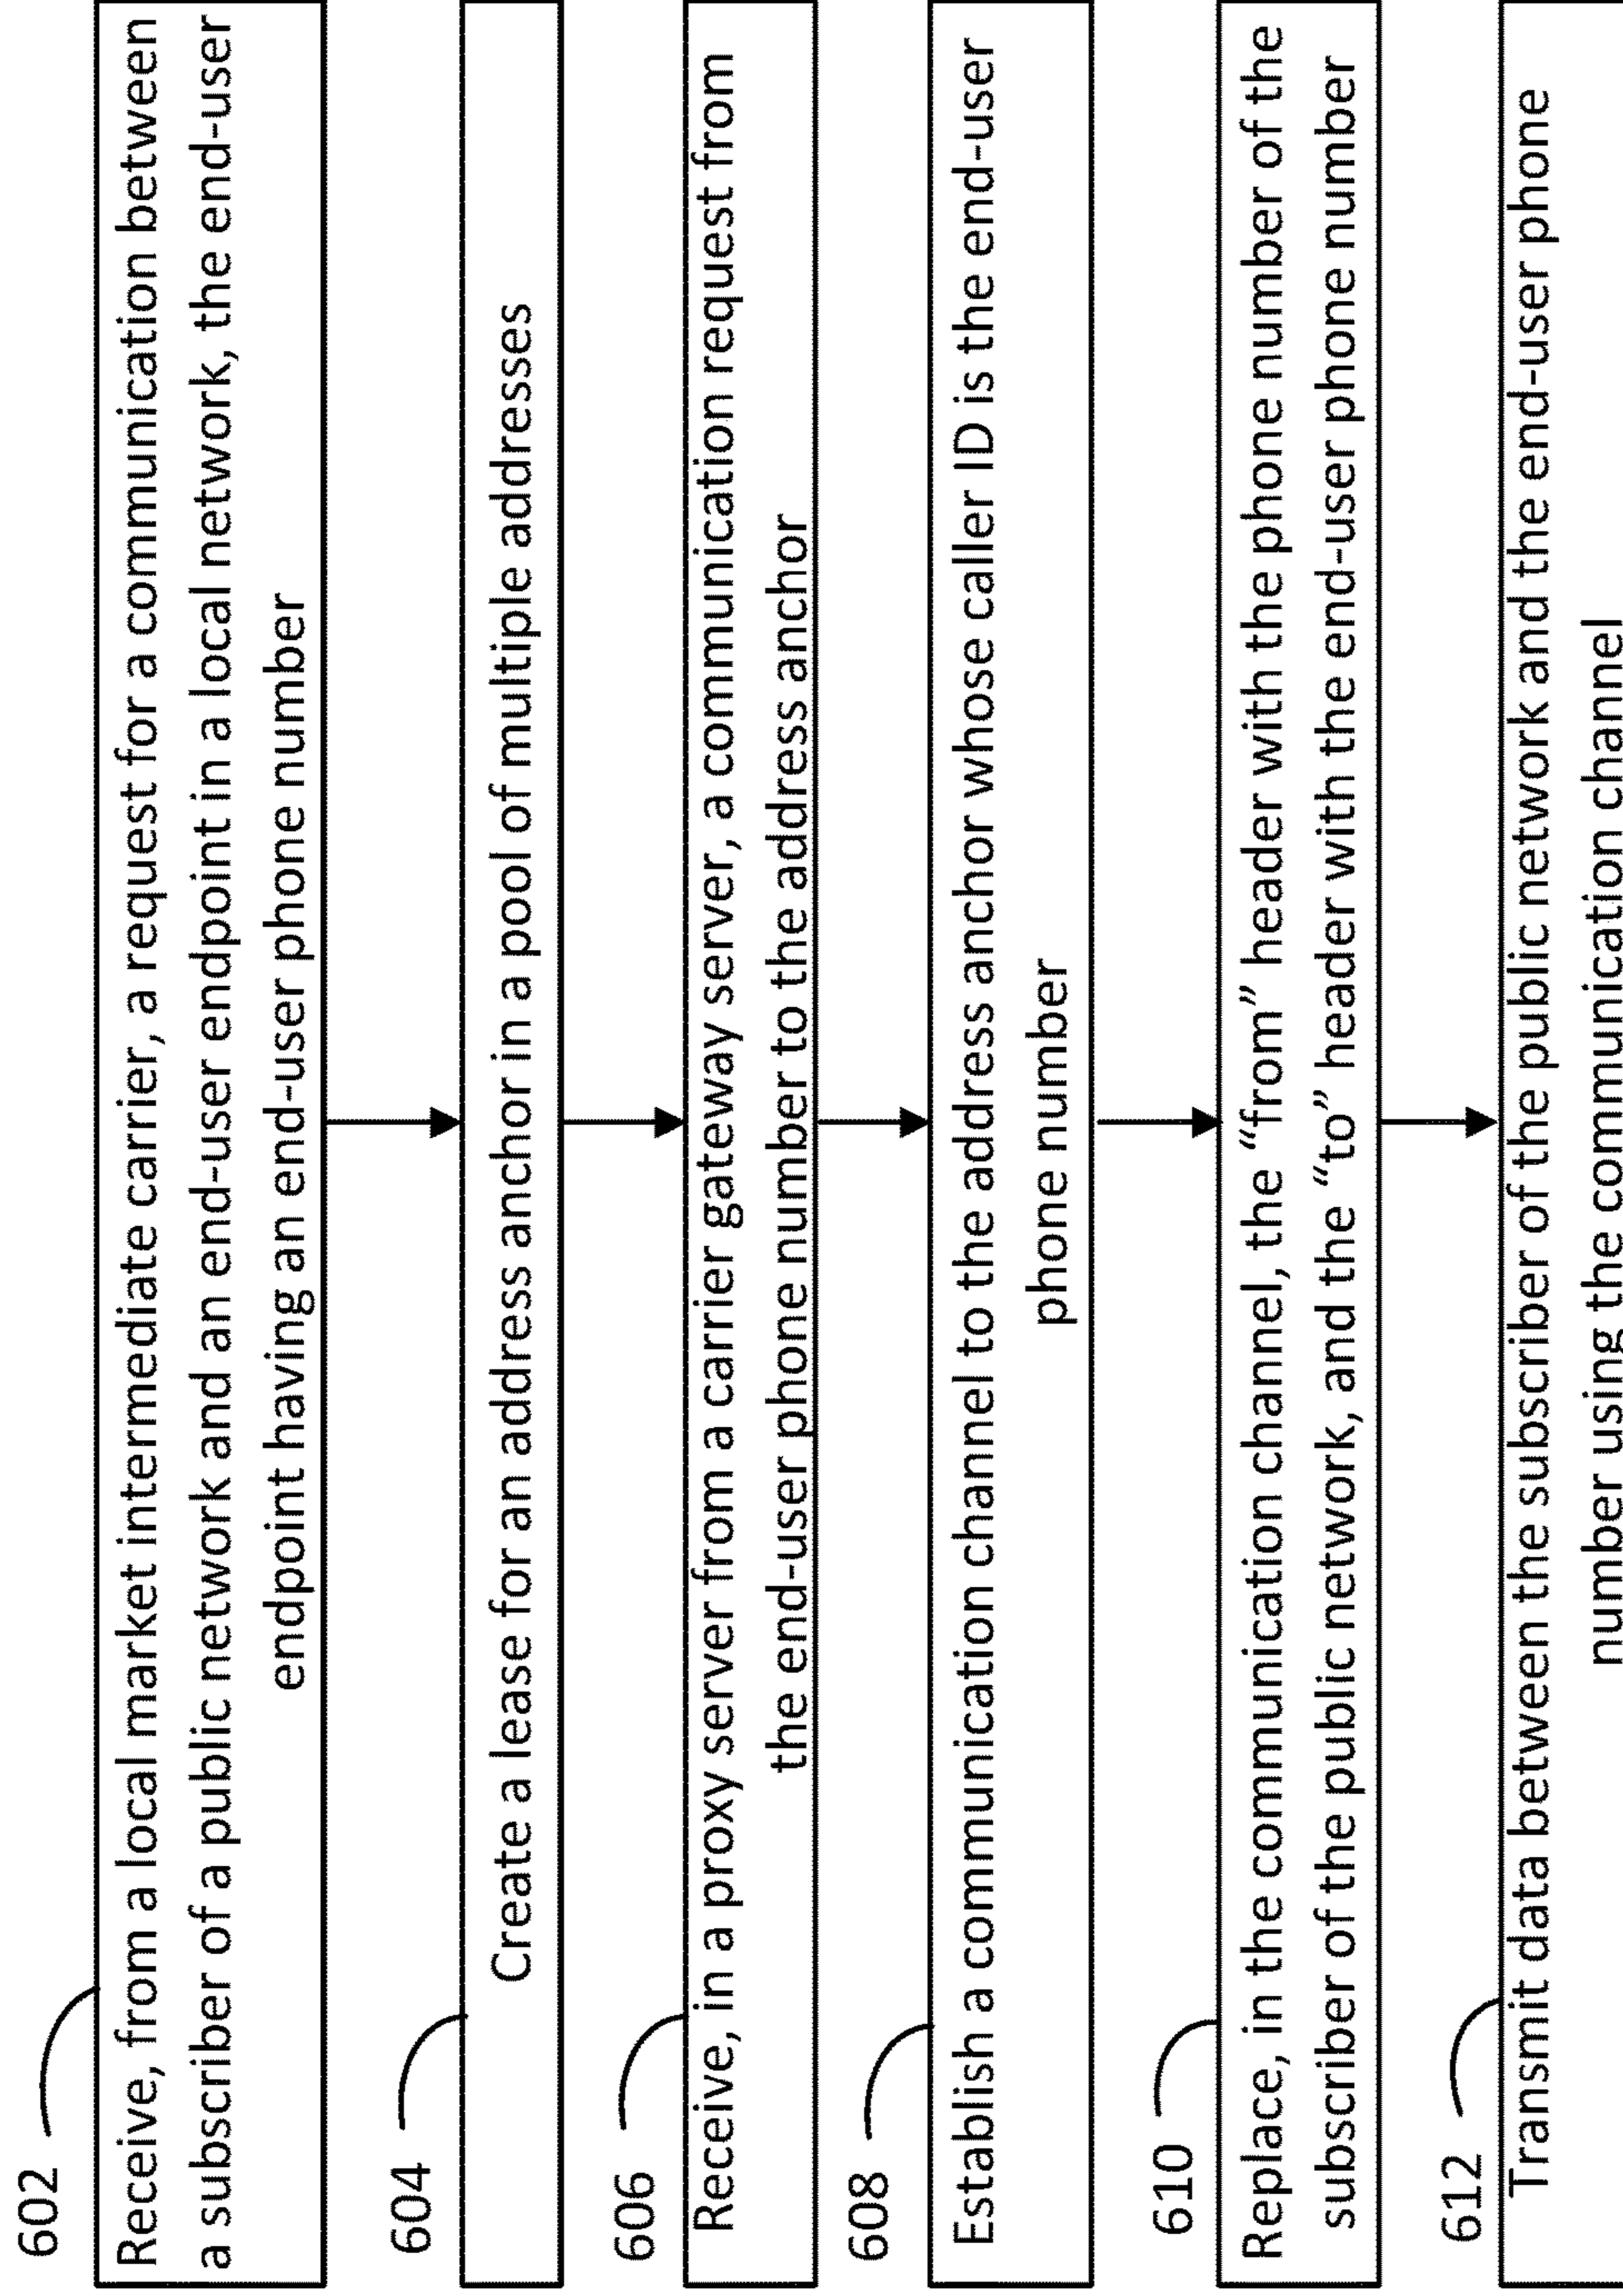 602
Receive, from a local market intermediate carrier, a request for a communication between
a subscriber of a public network and an end-user endpoint in a local network, the end-user
endpoint having an end-user phone number
604
Create a lease for an address anchor in a pool of multiple addresses
606
Receive, in a proxy server from a carrier gateway server, a communication request from
the end-user phone number to the address anchor
608
Establish a communication channel to the address anchor whose caller ID is the end-user
phone number
610
Replace, in the communication channel, the “from” header with the phone number of the
subscriber of the public network, and the “to” header with the end-user phone number
612
Transmit data between the subscriber of the public network and the end-user phone
number using the communication channel